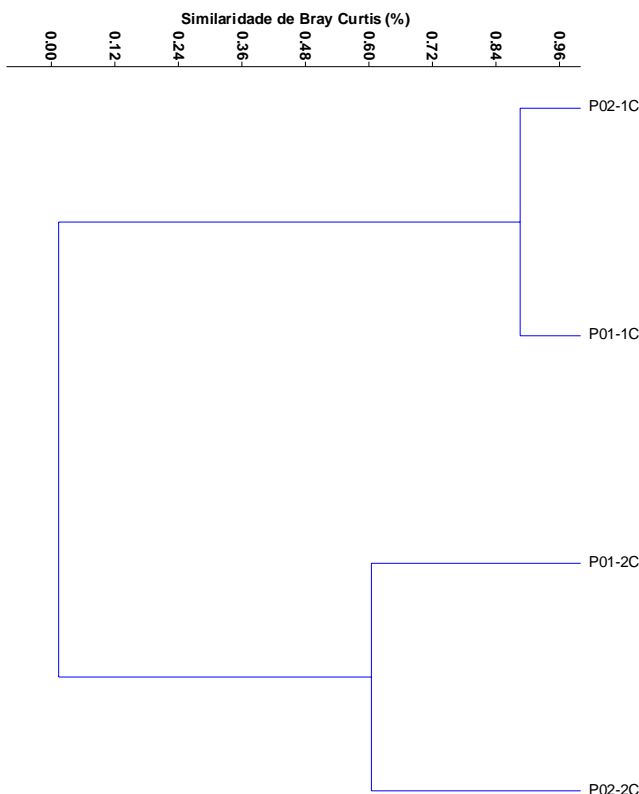 Similaridade de Bray Curtis (%)
0.00 0.12 0.24 0.36 0.48 0.60 0.72 0.84 0.96
P02-1C
P01-1C
P01-2C
P02-2C